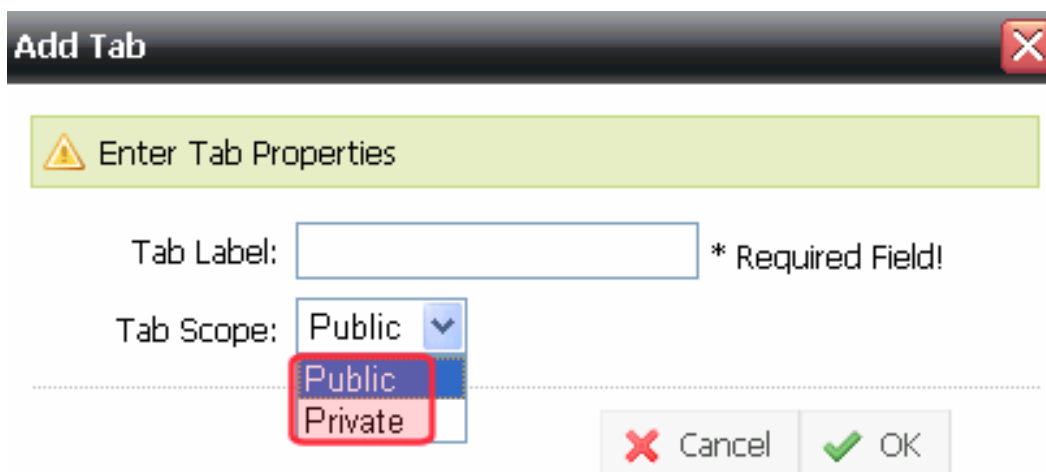 Add Tab
Enter Tab Properties
Tab Label: * Required Field!
Tab Scope: Public
Public
Private
Cancel OK